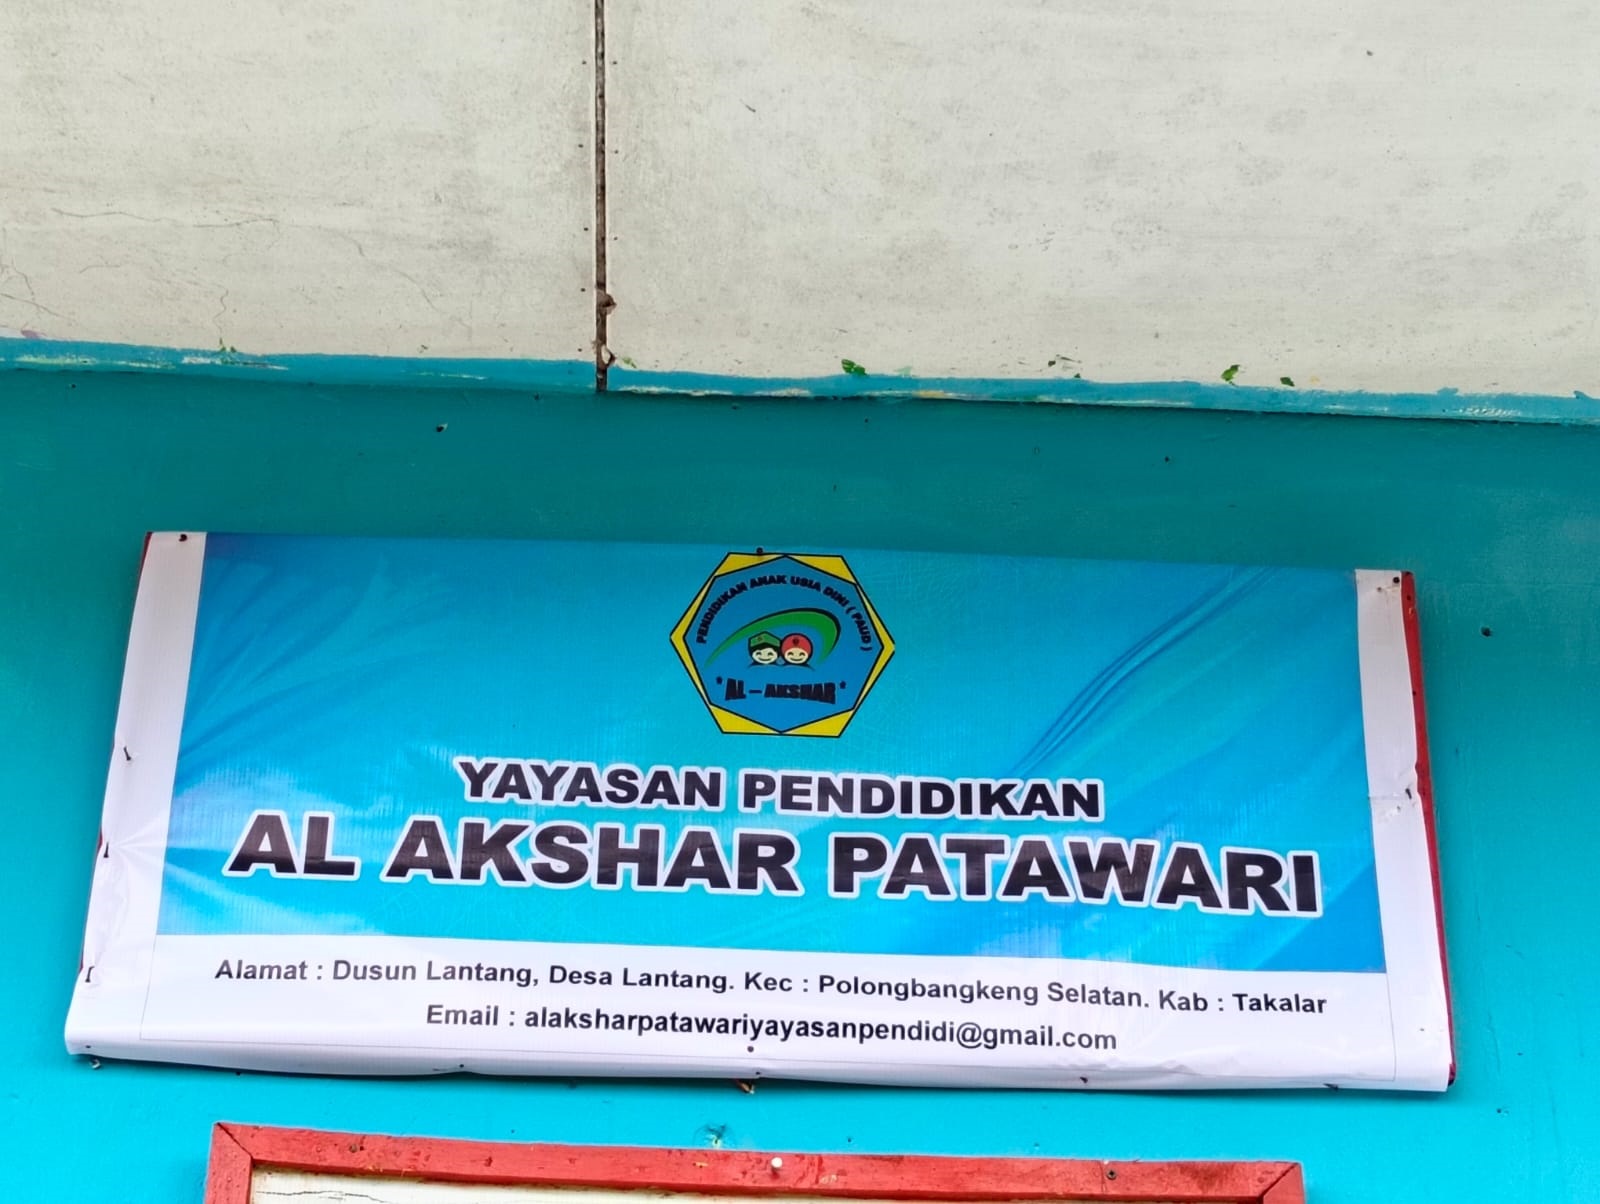 PENDIDIKAN ANAK USIA DINI ( PAUD )
* AL – AKSHAR *
YAYASAN PENDIDIKAN
AL AKSHAR PATAWARI
Alamat : Dusun Lantang, Desa Lantang. Kec : Polongbangkeng Selatan. Kab : Takalar
Email : alaksharpatawariyayasanpendidi@gmail.com